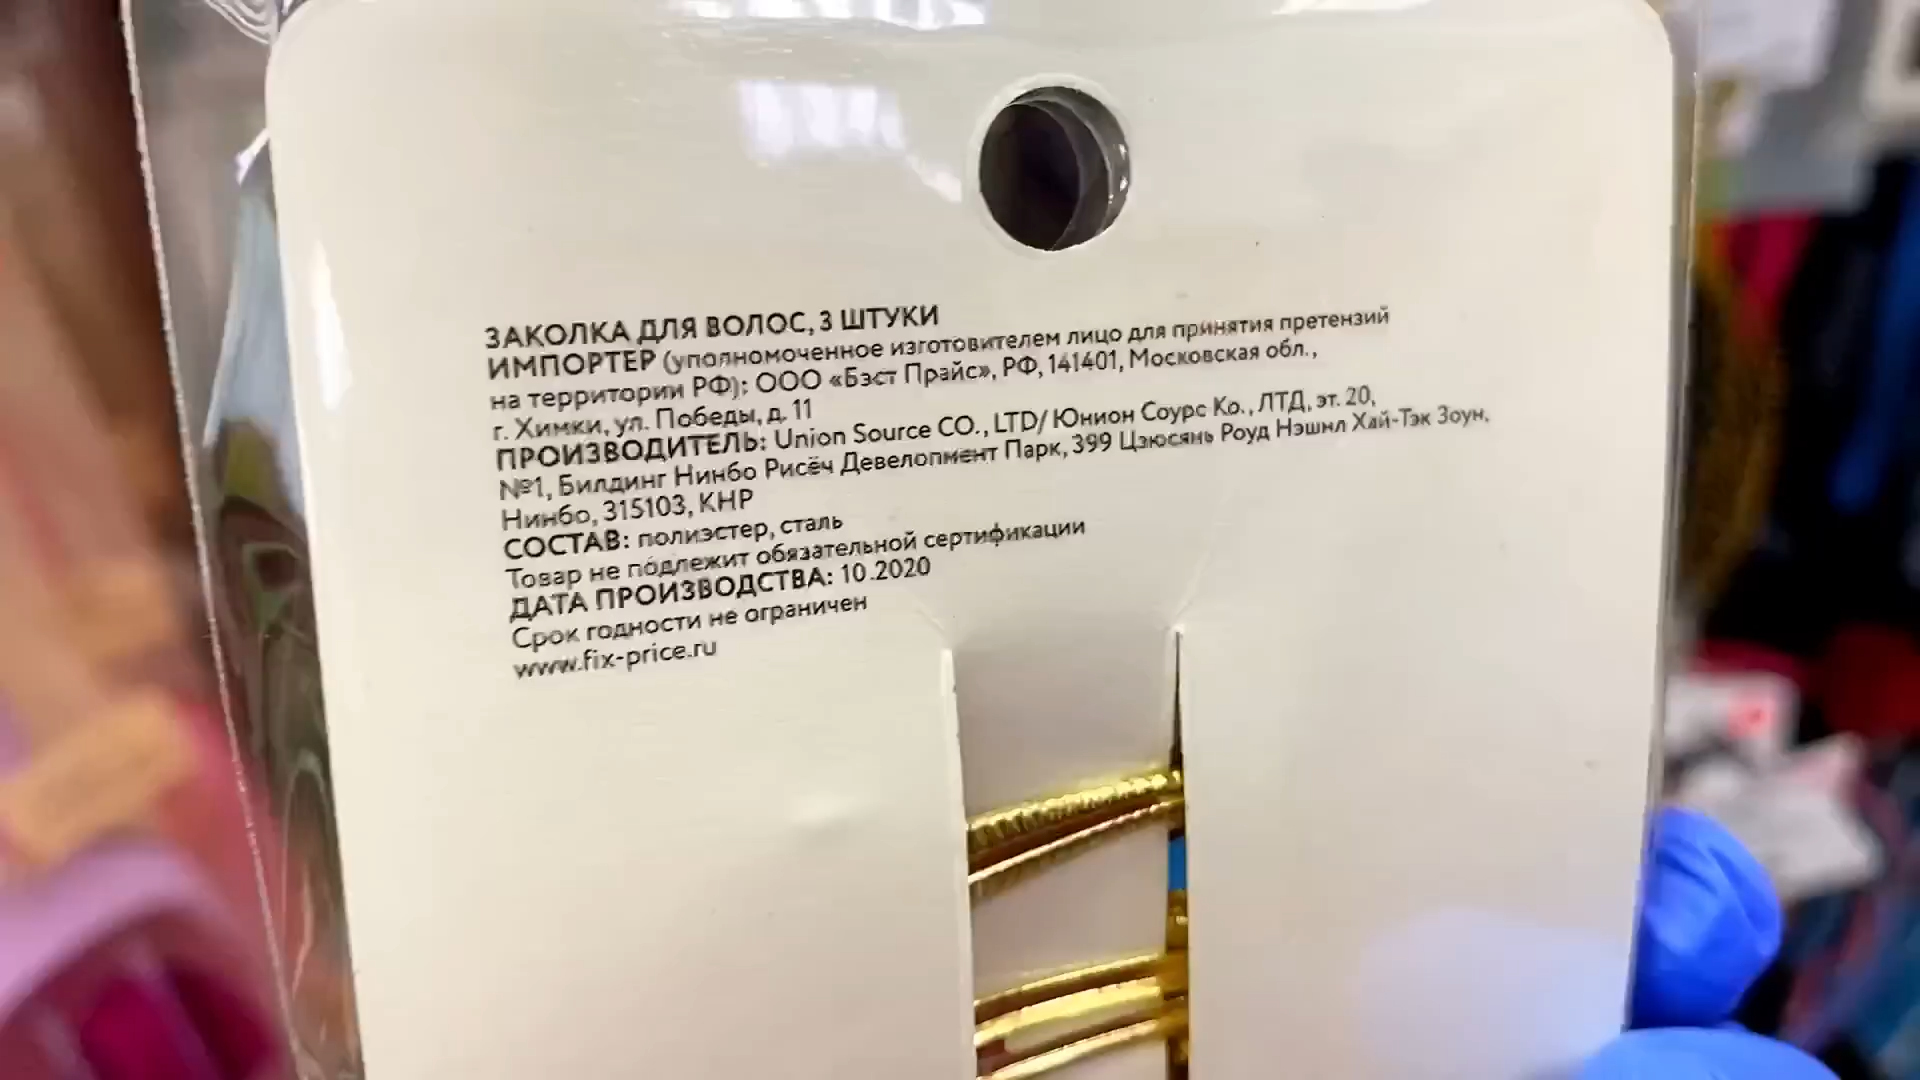 ЗАКОЛКА ДЛЯ ВОЛОС, 3 ШТУКИ
ИМПОРТЕР (уполномоченное изготовителем лицо для принятия претензий
на территории РФ): ООО «Бэст Прайс», РФ, 141401, Московская обл.,
г. Химки, ул. Победы, д. 11
ПРОИЗВОДИТЕЛЬ: Union Source CO., LTD/ Юнион Соурс Ко., ЛТД, эт. 20,
№1, Билдинг Нинбо Рисёч Девелопмент Парк, 399 Цзюсянь Роуд Нэшнл Хай-Тэк Зоун,
Нинбо, 315103, КНР
СОСТАВ: полиэстер, сталь
Товар не подлежит обязательной сертификации
ДАТА ПРОИЗВОДСТВА: 10.2020
Срок годности не ограничен
www.fix-price.ru